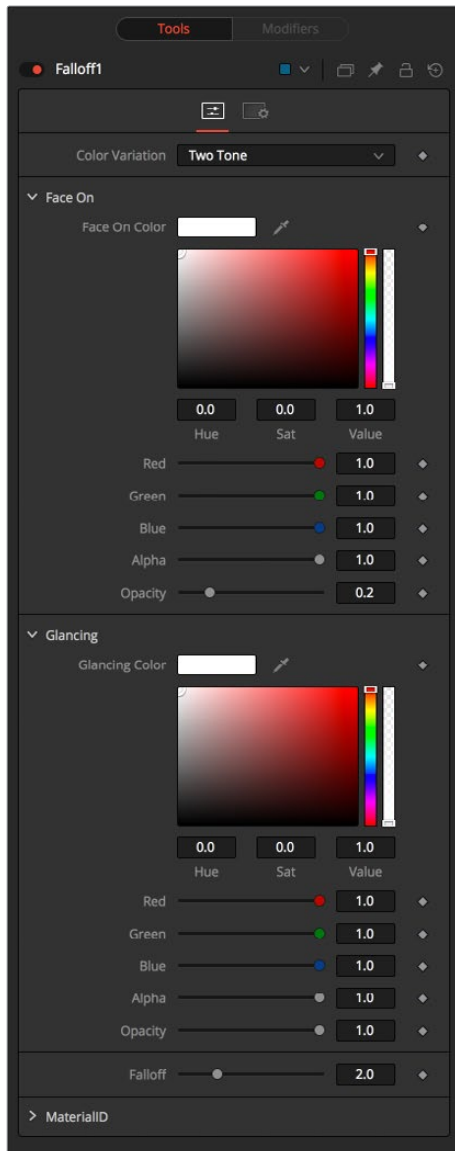 Tools Modifiers
Falloff1
Color Variation Two Tone
Face On
Face On Color
0.0 0.0 1.0
Hue Sat Value
Red 1.0
Green 1.0
Blue 1.0
Alpha 1.0
Opacity 0.2
Glancing
Glancing Color
0.0 0.0 1.0
Hue Sat Value
Red 1.0
Green 1.0
Blue 1.0
Alpha 1.0
Opacity 1.0
Falloff 2.0
MaterialID